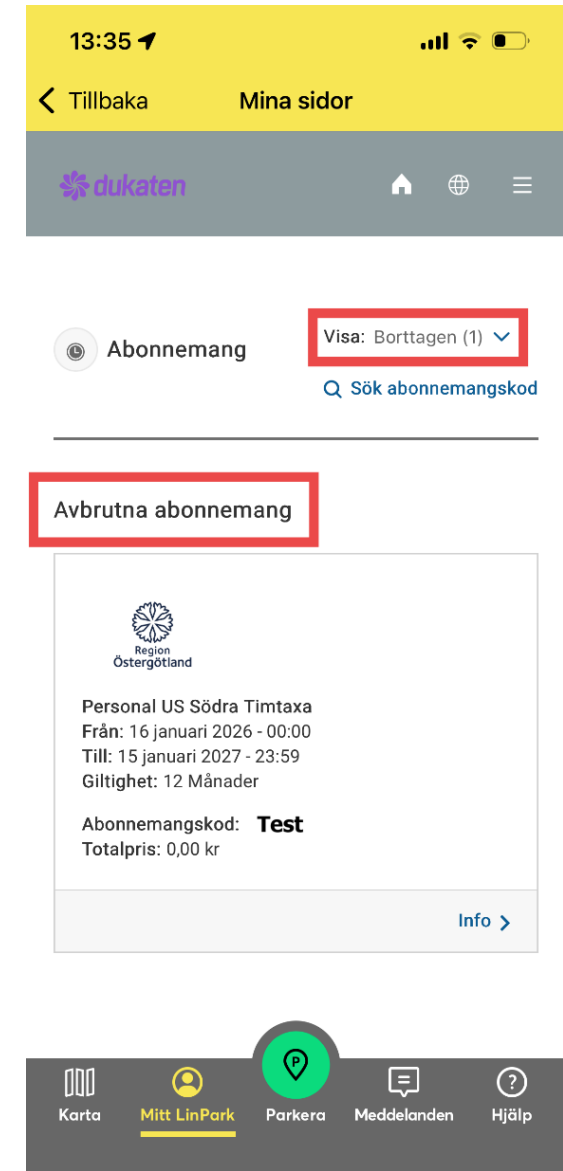 13:35
Tillbaka Mina sidor
dukaten
Abonnemang
Visa: Borttagen (1)
Sök abonnemangskod
Avbrutna abonnemang
Region
Östergötland
Personal US Södra Timtaxa
Från: 16 januari 2026 - 00:00
Till: 15 januari 2027 - 23:59
Giltighet: 12 Månader
Abonnemangskod: Test
Totalpris: 0,00 kr
Info
P
Karta Mitt LinPark Parkera Meddelanden Hjälp